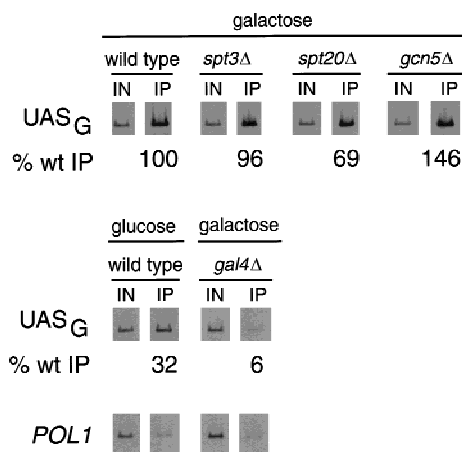 galactose
wild type spt3Δ spt20Δ gcn5Δ
IN IP IN IP IN IP IN IP
UASG
% wt IP 100 96 69 146
glucose galactose
wild type gal4Δ
IN IP IN IP
UASG
% wt IP 32 6
POL1